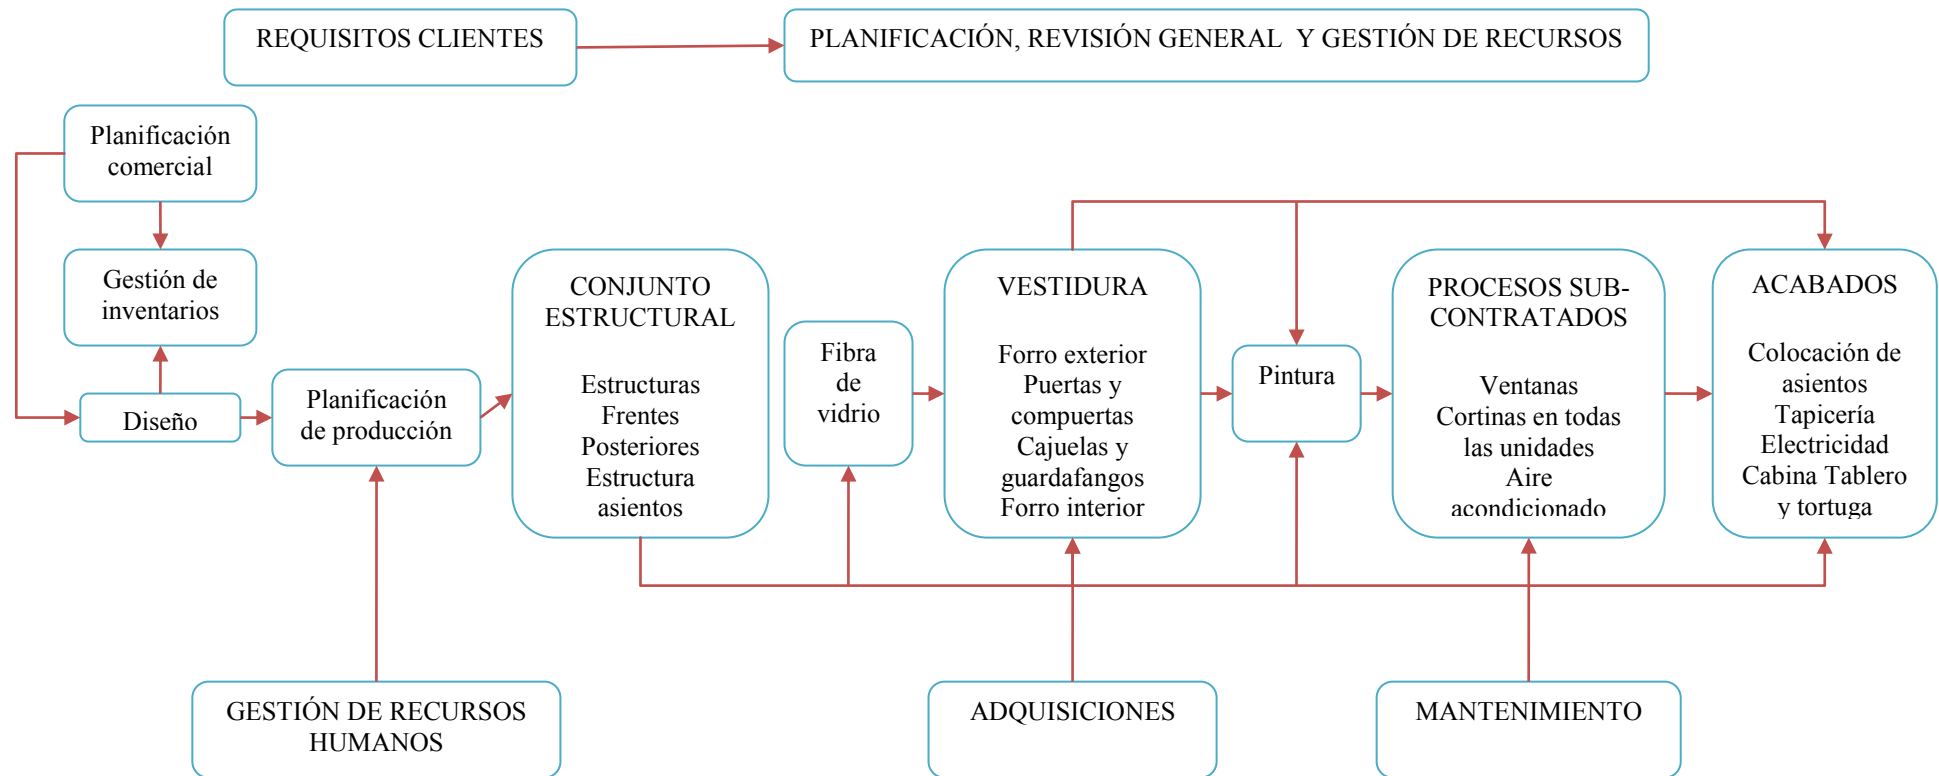 REQUISITOS CLIENTES
PLANIFICACIÓN, REVISIÓN GENERAL Y GESTIÓN DE RECURSOS
Planificación
comercial
Gestión de
inventarios
Diseño
Planificación
de producción
CONJUNTO
ESTRUCTURAL
Estructuras
Frentes
Posteriores
Estructura
asientos
Fibra
de
vidrio
VESTIDURA
Forro exterior
Puertas y
compuertas
Cajuelas y
guardafangos
Forro interior
Pintura
PROCESOS SUB-
CONTRATADOS
Ventanas
Cortinas en todas
las unidades
Aire
acondicionado
ACABADOS
Colocación de
asientos
Tapicería
Electricidad
Cabina Tablero
y tortuga
GESTIÓN DE RECURSOS
HUMANOS
ADQUISICIONES
MANTENIMIENTO